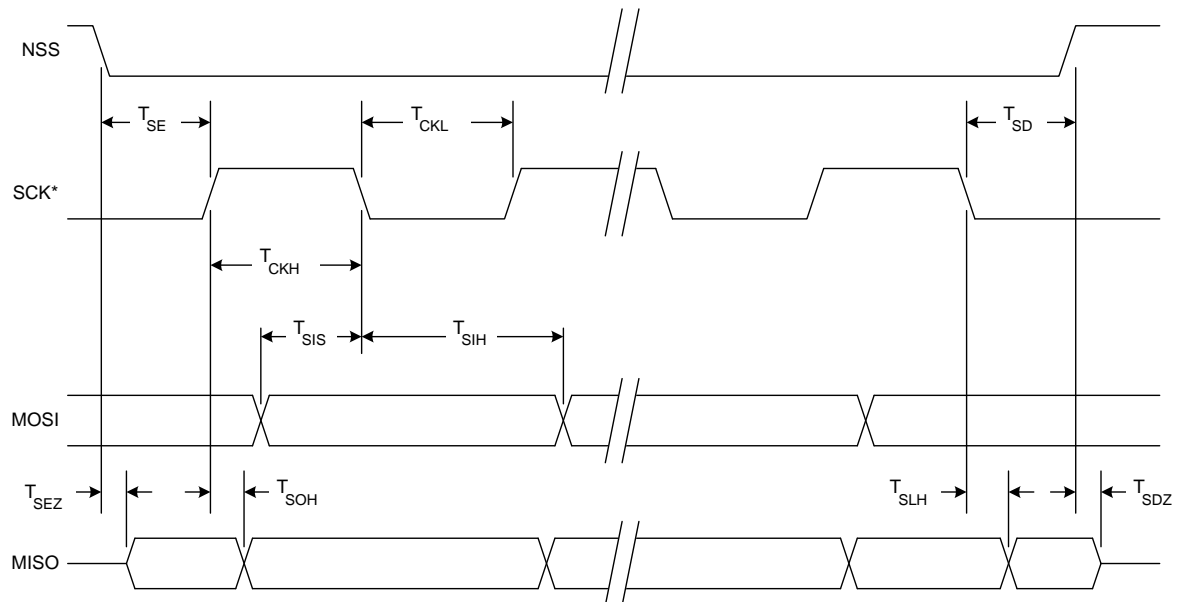 NSS
T_SE
T_CKL
T_SD
SCK*
T_CKH
T_SIS
T_SIH
MOSI
T_SEZ
T_SOH
T_SLH
T_SDZ
MISO